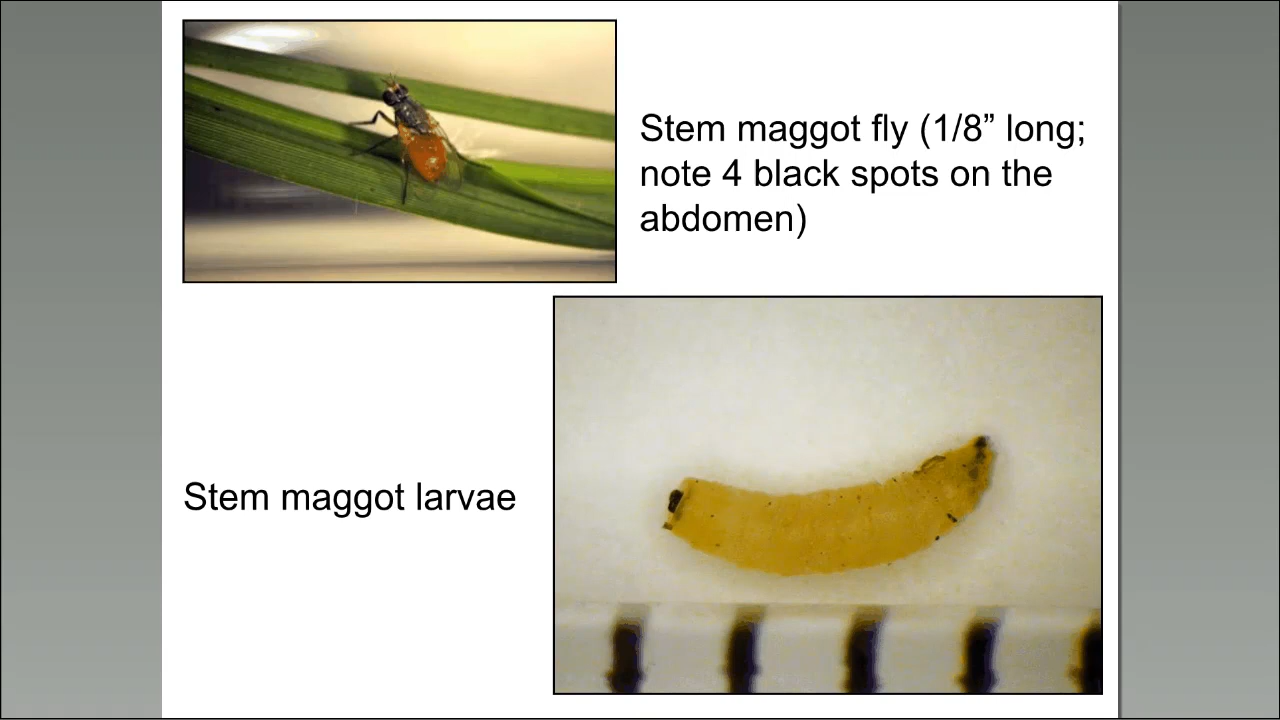 Stem maggot fly (1/8” long;
note 4 black spots on the
abdomen)
Stem maggot larvae